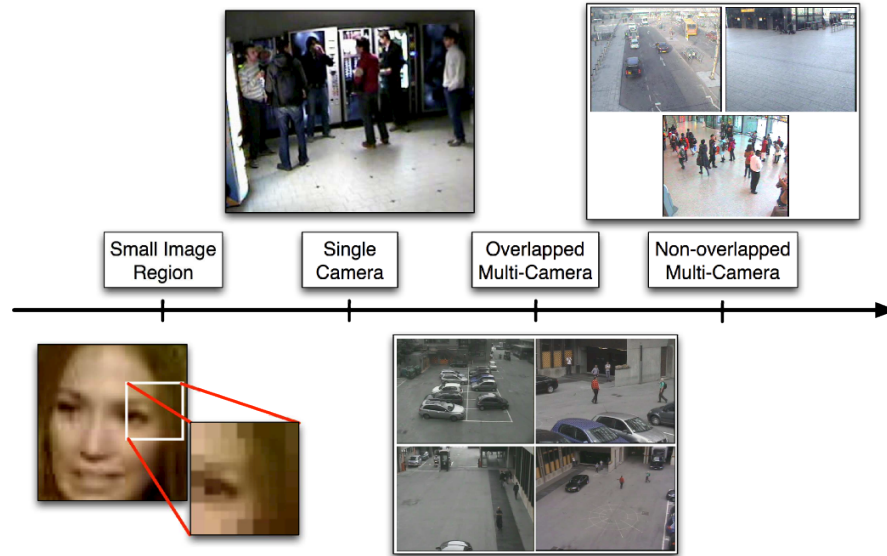 Small Image
Region
Single
Camera
Overlapped
Multi-Camera
Non-overlapped
Multi-Camera